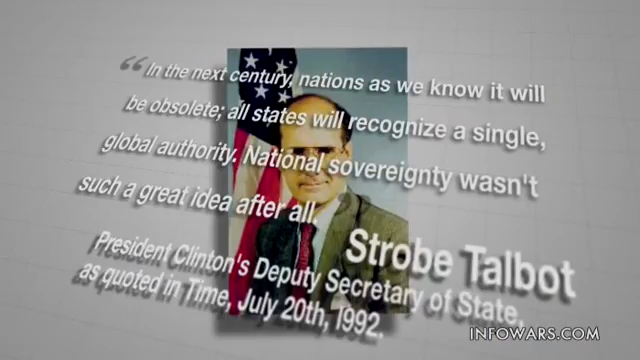 “In the next century, nations as we know it will
be obsolete; all states will recognize a single,
global authority. National sovereignty wasn't
such a great idea after all.
Strobe Talbot
President Clinton's Deputy Secretary of State,
as quoted in Time, July 20th, 1992.
INFOWARS.COM